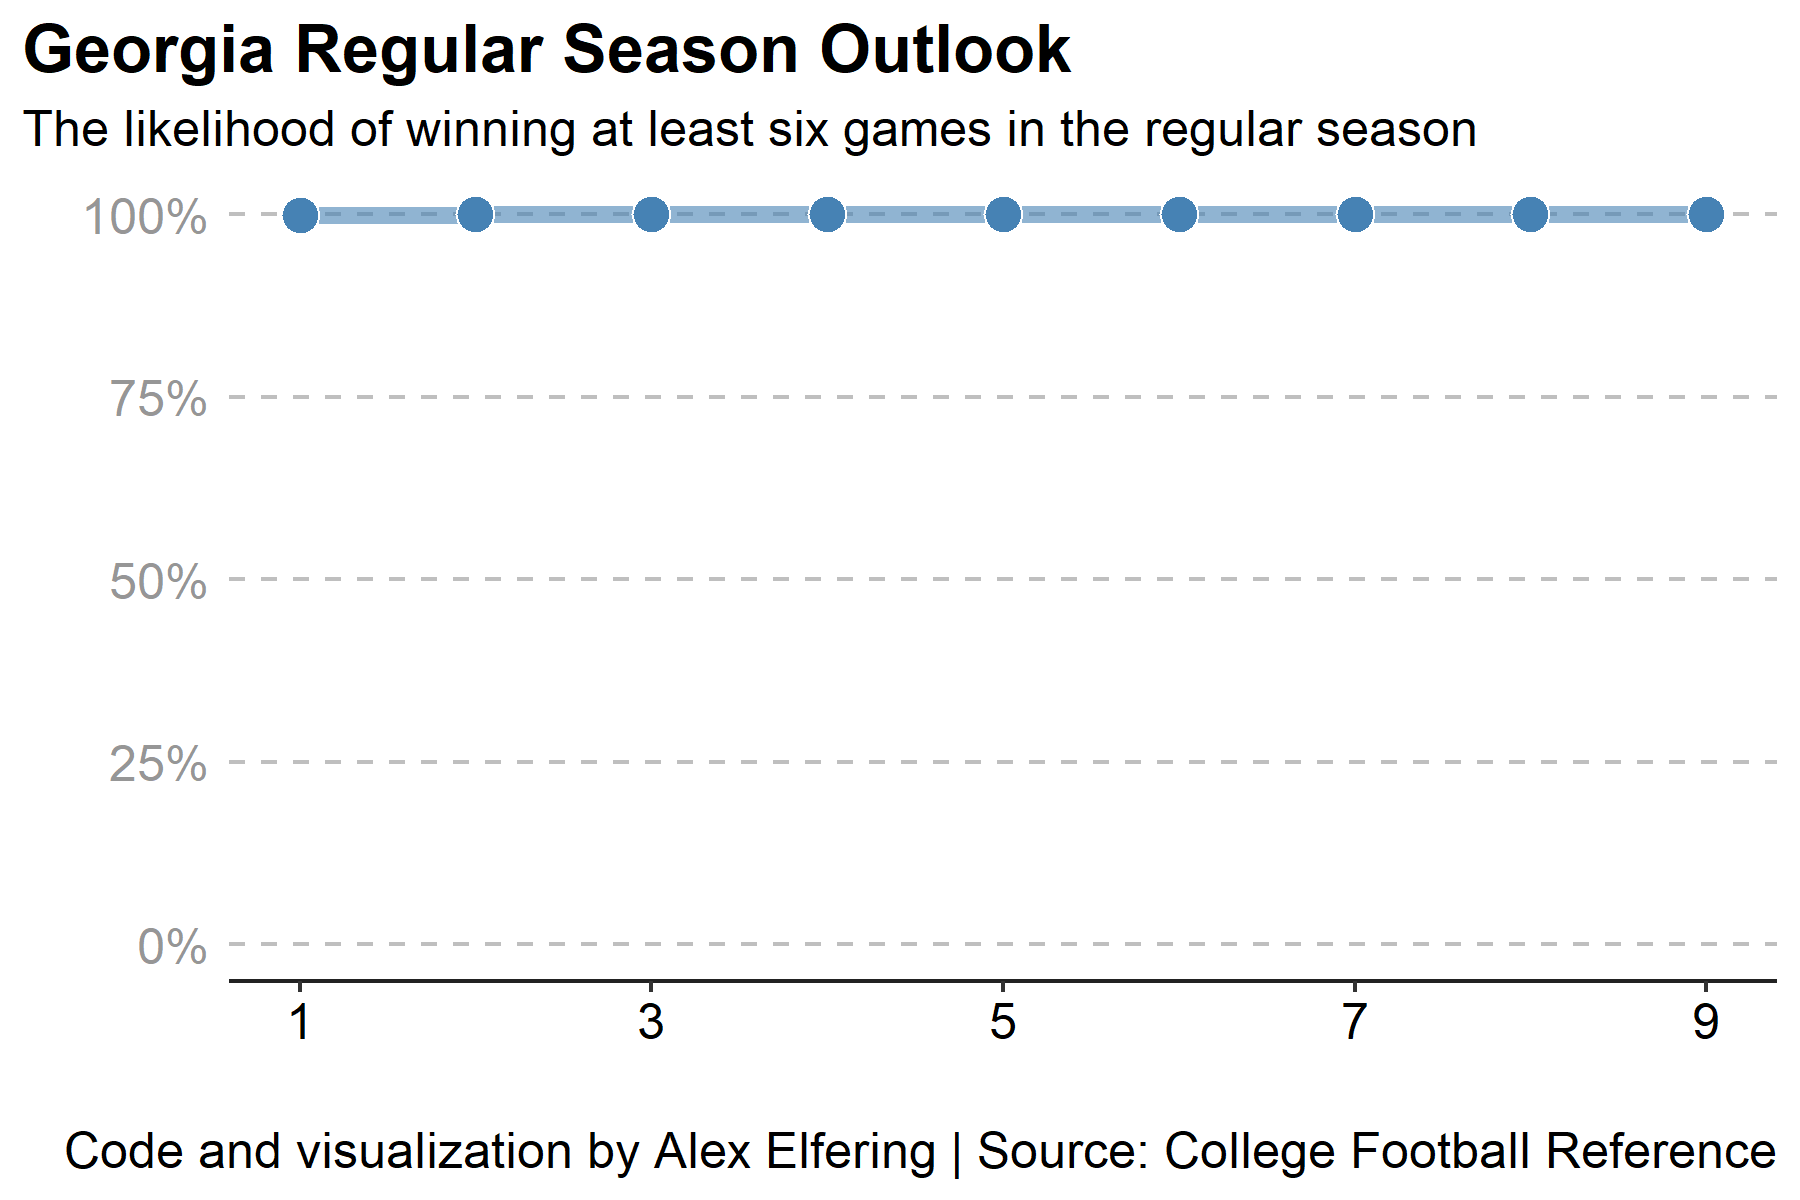 Georgia Regular Season Outlook
The likelihood of winning at least six games in the regular season
100%
75%
50%
25%
0%
1 3 5 7 9
Code and visualization by Alex Elfering | Source: College Football Reference